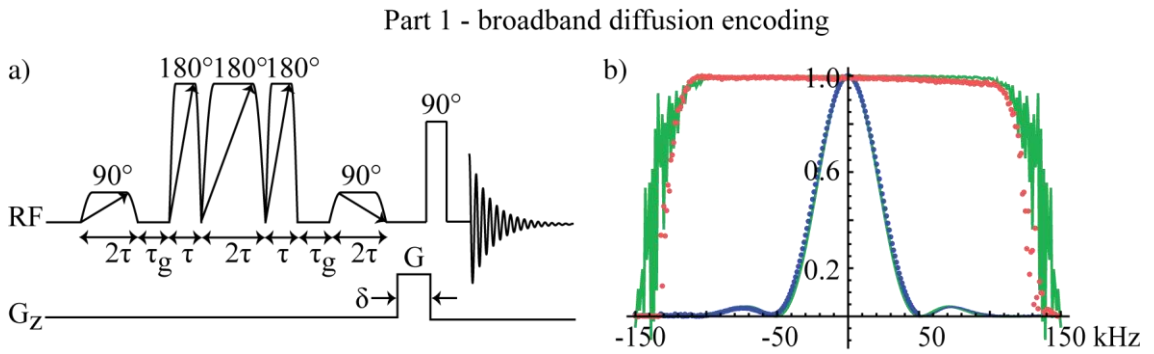 Part 1 - broadband diffusion encoding
a)
180°180°180°
90°
90°
90°
RF
2τ τg τ 2τ τ τg 2τ
G
δ
Gz
b)
1.0
0.6
0.2
-150 -50 50 150 kHz